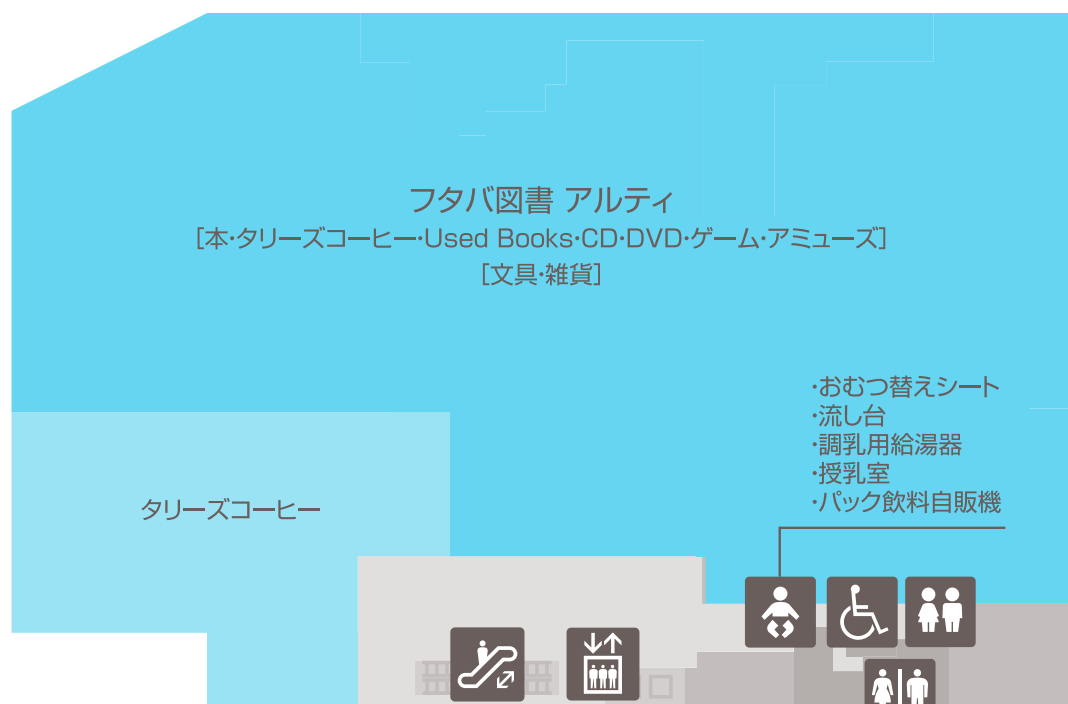 フタバ図書 アルティ
[本·タリーズコーヒー·Used Books·CD·DVD·ゲーム·アミューズ]
[文具·雑貨]
·おむつ替えシート
·流し台
·調乳用給湯器
·授乳室
·パック飲料自販機
タリーズコーヒー